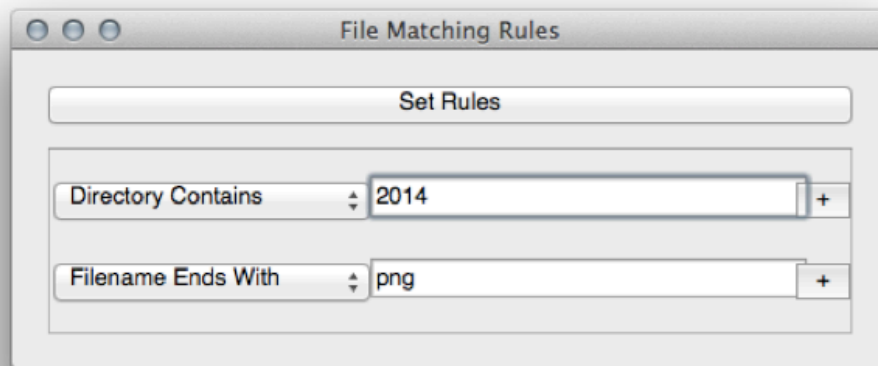 File Matching Rules
Set Rules
Directory Contains 2014 +
Filename Ends With png +